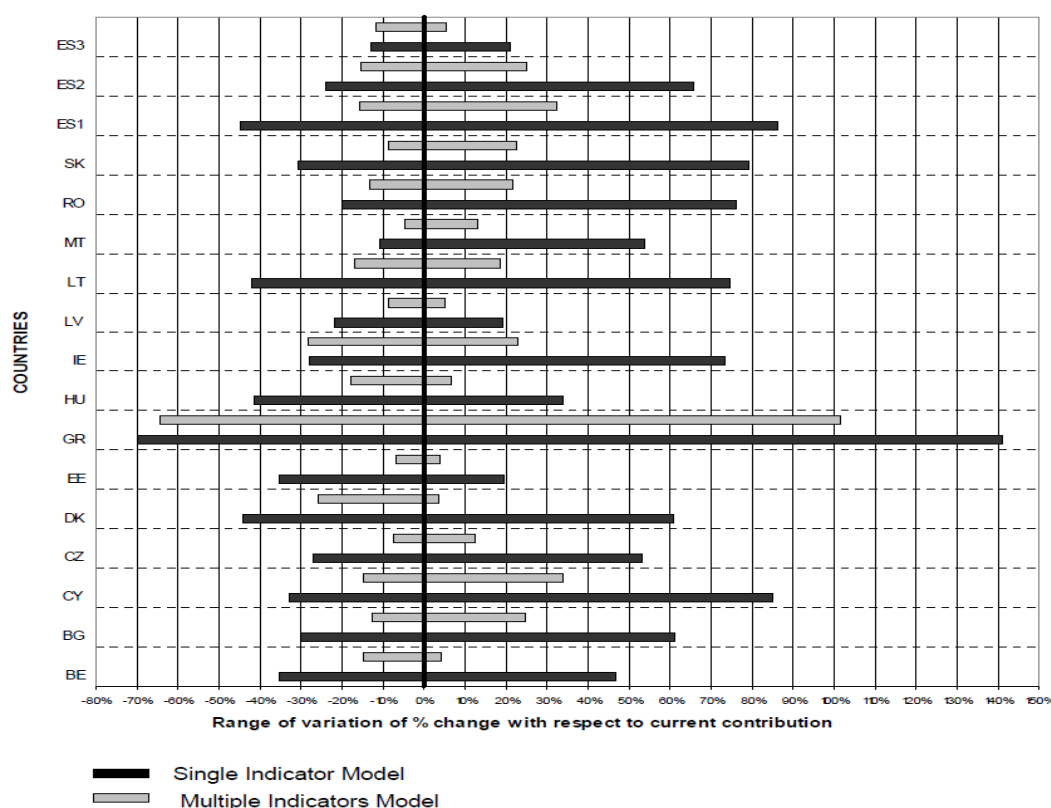 COUNTRIES
ES3
ES2
ES1
SK
RO
MT
LT
LV
IE
HU
GR
EE
DK
CZ
CY
BG
BE
-80% -70% -60% -50% -40% -30% -20% -10% 0% 10% 20% 30% 40% 50% 60% 70% 80% 90% 100% 110% 120% 130% 140% 150%
Range of variation of % change with respect to current contribution
Single Indicator Model
Multiple Indicators Model